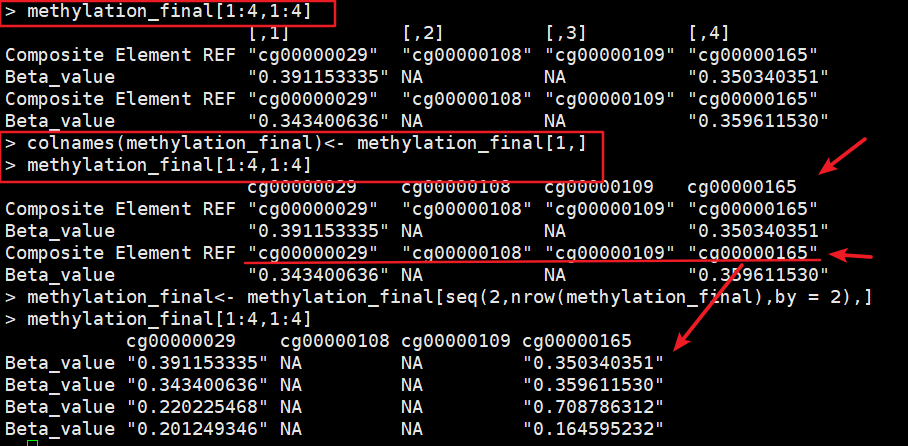 > methylation_final[1:4,1:4]
[,1] [,2] [,3] [,4]
Composite Element REF "cg00000029" "cg00000108" "cg00000109" "cg00000165"
Beta_value "0.391153335" NA NA "0.350340351"
Composite Element REF "cg00000029" "cg00000108" "cg00000109" "cg00000165"
Beta_value "0.343400636" NA NA "0.359611530"
> colnames(methylation_final)<- methylation_final[1,]
> methylation_final[1:4,1:4]
cg00000029 cg00000108 cg00000109 cg00000165
Composite Element REF "cg00000029" "cg00000108" "cg00000109" "cg00000165"
Beta_value "0.391153335" NA NA "0.350340351"
Composite Element REF "cg00000029" "cg00000108" "cg00000109" "cg00000165"
Beta_value "0.343400636" NA NA "0.359611530"
> methylation_final<- methylation_final[seq(2,nrow(methylation_final),by = 2),]
> methylation_final[1:4,1:4]
cg00000029 cg00000108 cg00000109 cg00000165
Beta_value "0.391153335" NA NA "0.350340351"
Beta_value "0.343400636" NA NA "0.359611530"
Beta_value "0.220225468" NA NA "0.708786312"
Beta_value "0.201249346" NA NA "0.164595232"